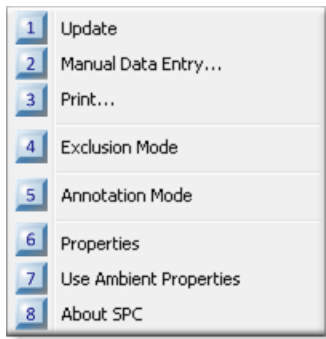 1 Update
2 Manual Data Entry...
3 Print...
4 Exclusion Mode
5 Annotation Mode
6 Properties
7 Use Ambient Properties
8 About SPC